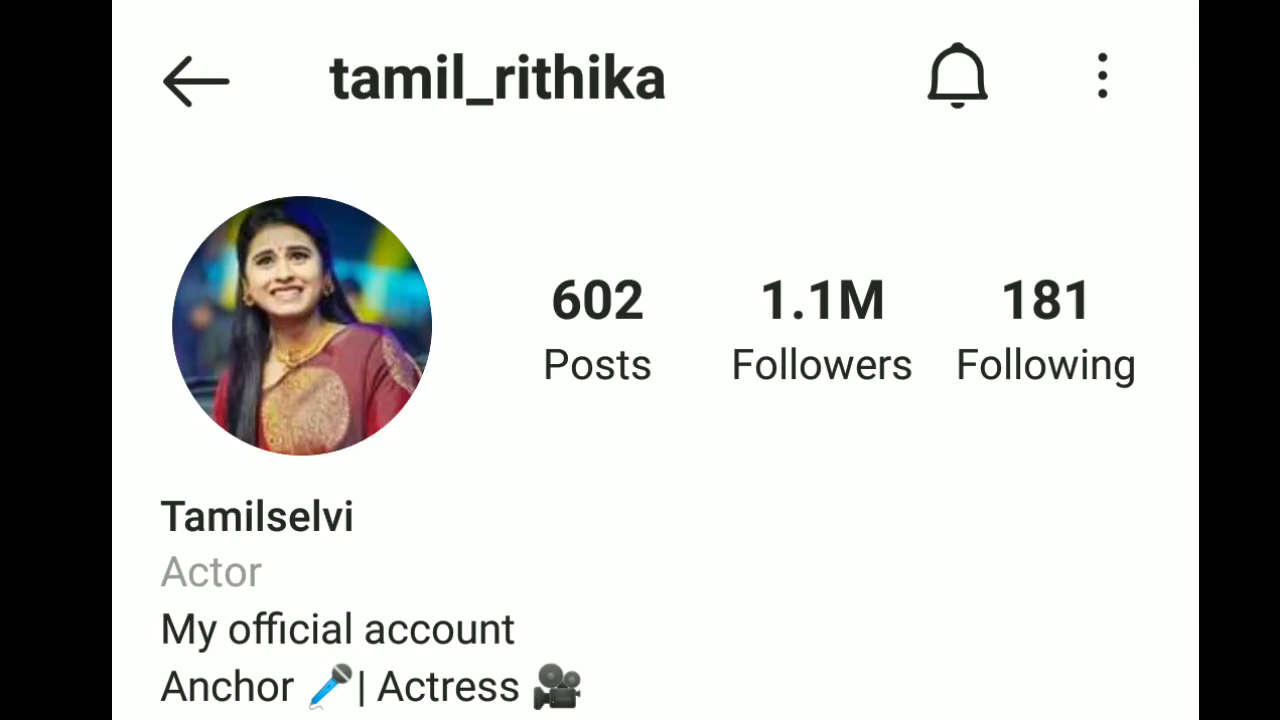 tamil_rithika
602 1.1M 181
Posts Followers Following
Tamilselvi
Actor
My official account
Anchor 🎤| Actress 🎥